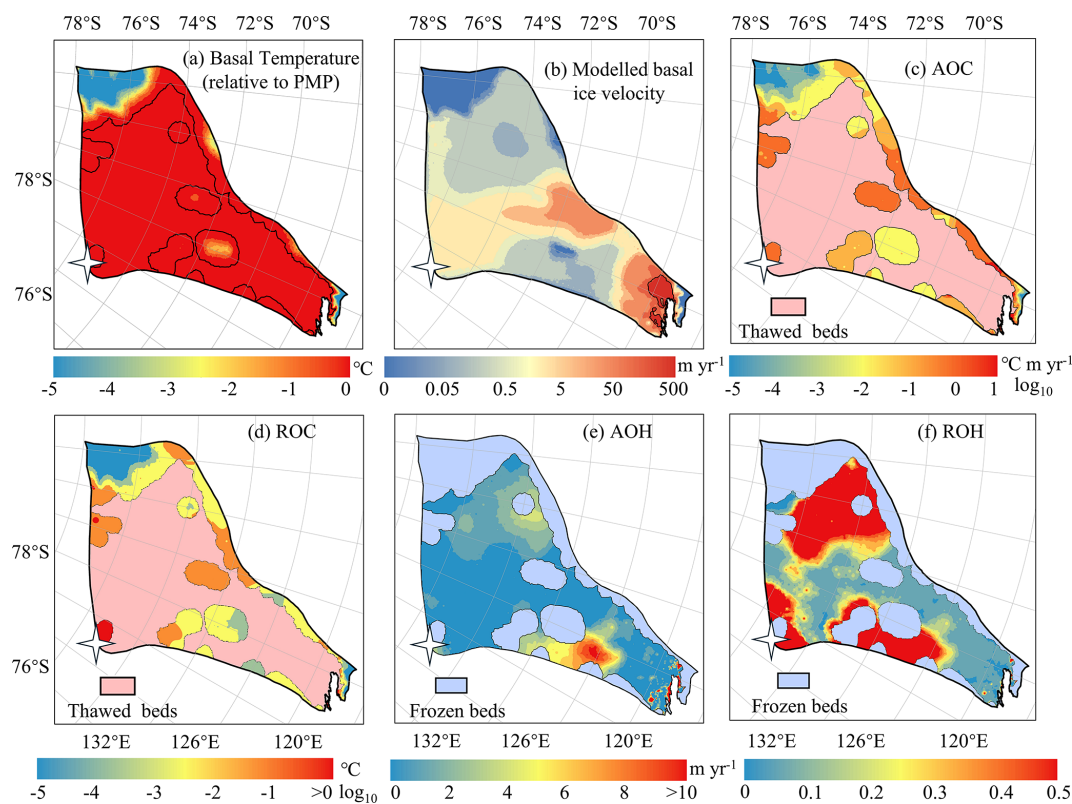 78°S 76°S 74°S 72°S 70°S
78°S 76°S 74°S 72°S 70°S
78°S 76°S 74°S 72°S 70°S
(a) Basal Temperature
(relative to PMP)
(b) Modelled basal
ice velocity
(c) AOC
78°S
76°S
Thawed beds
°C
-5 -4 -3 -2 -1 0
m yr-1
0 0.05 0.5 5 50 500
°C m yr-1
-5 -4 -3 -2 -1 0 1
log10
(d) ROC
(e) AOH
(f) ROH
78°S
76°S
Thawed beds
Frozen beds
Frozen beds
132°E 126°E 120°E
132°E 126°E 120°E
132°E 126°E 120°E
°C
-5 -4 -3 -2 -1 >0 log10
m yr-1
0 2 4 6 8 >10
0 0.1 0.2 0.3 0.4 0.5